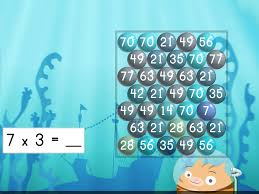 70 70 21 49 56
49 21 35 70 77
77 63 49 63 21
42 21 49 70 35
49 49 14 70 7
63 21 28 63 21
28 56 35 49 56
7 x 3 = __